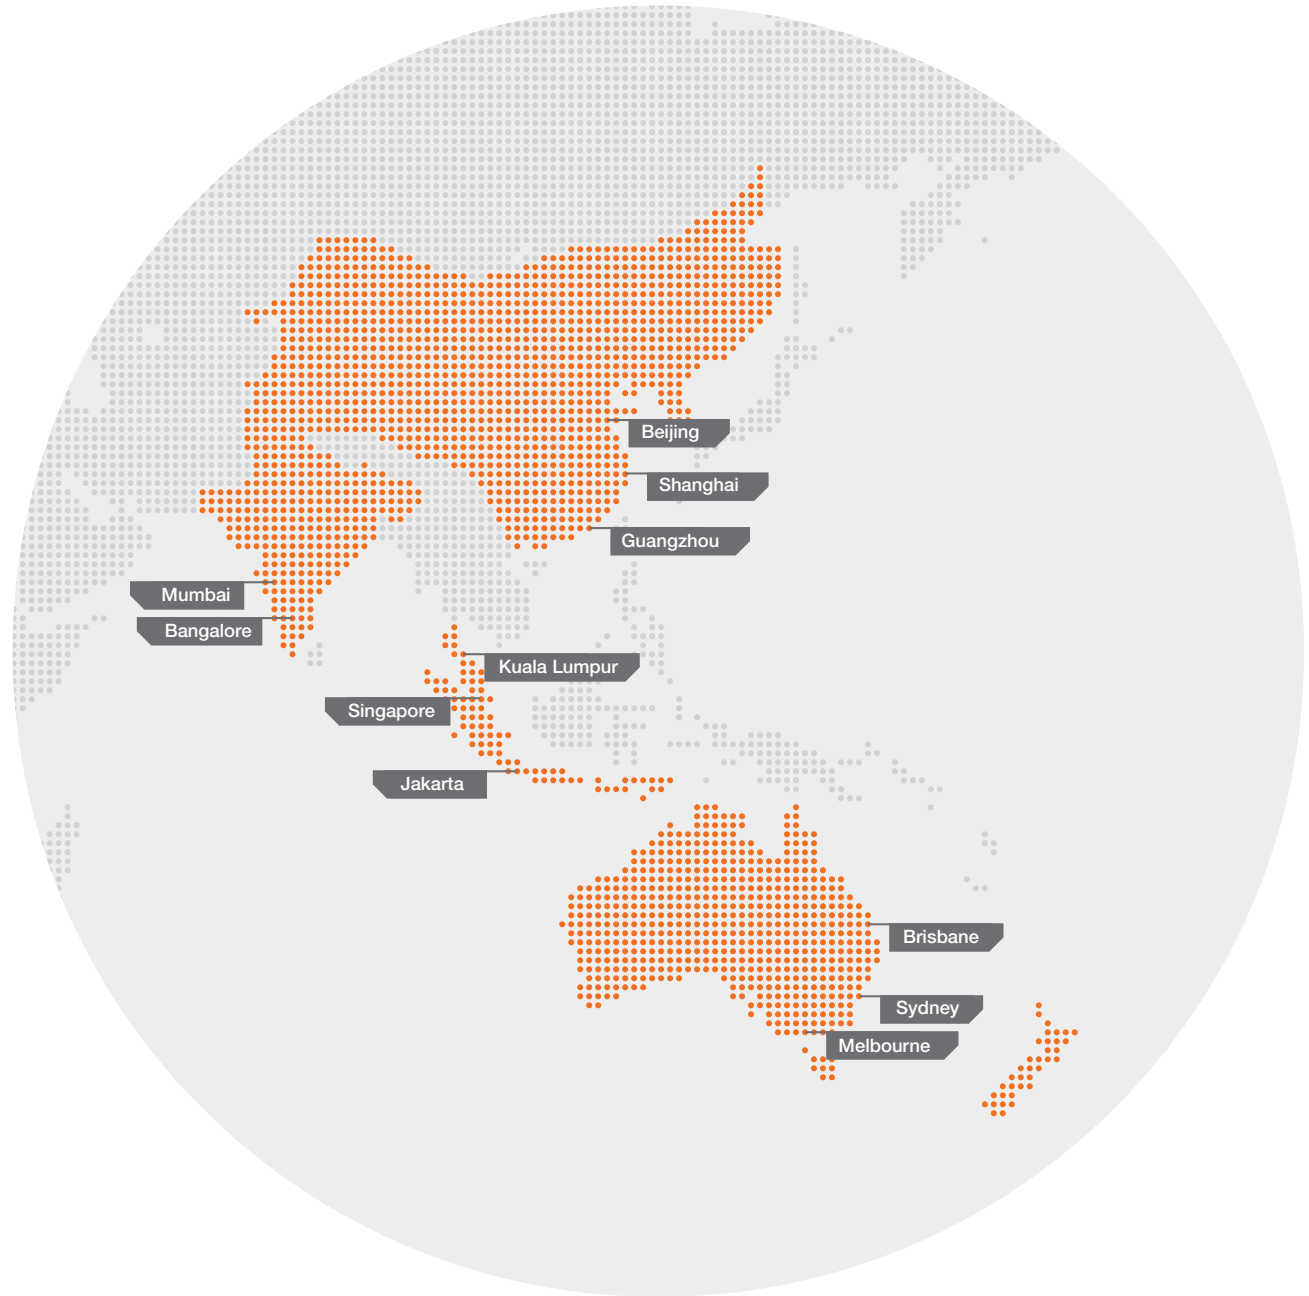 Beijing
Shanghai
Guangzhou
Mumbai
Bangalore
Kuala Lumpur
Singapore
Jakarta
Brisbane
Sydney
Melbourne